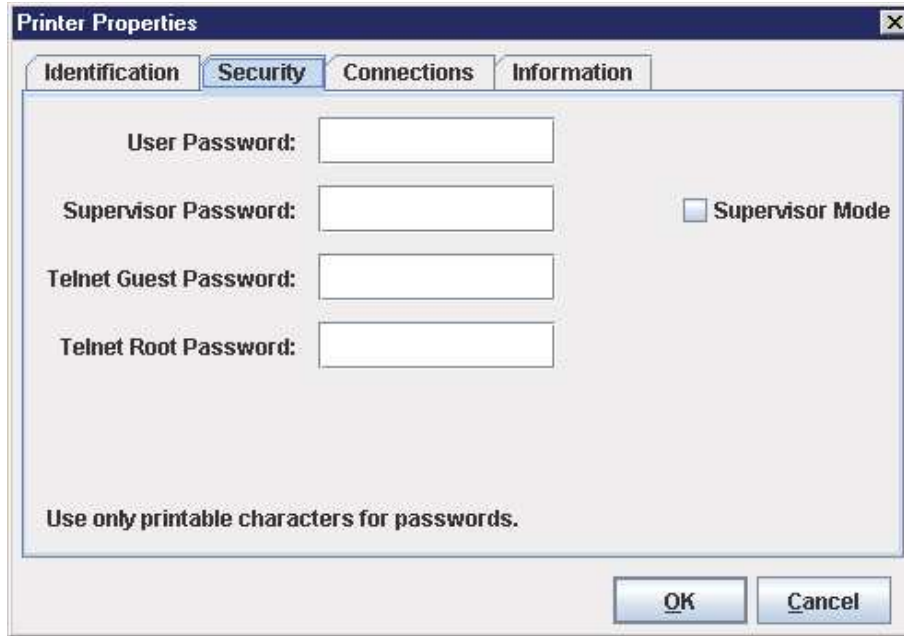 Printer Properties
Identification Security Connections Information
User Password:
Supervisor Password: Supervisor Mode
Telnet Guest Password:
Telnet Root Password:
Use only printable characters for passwords.
OK Cancel